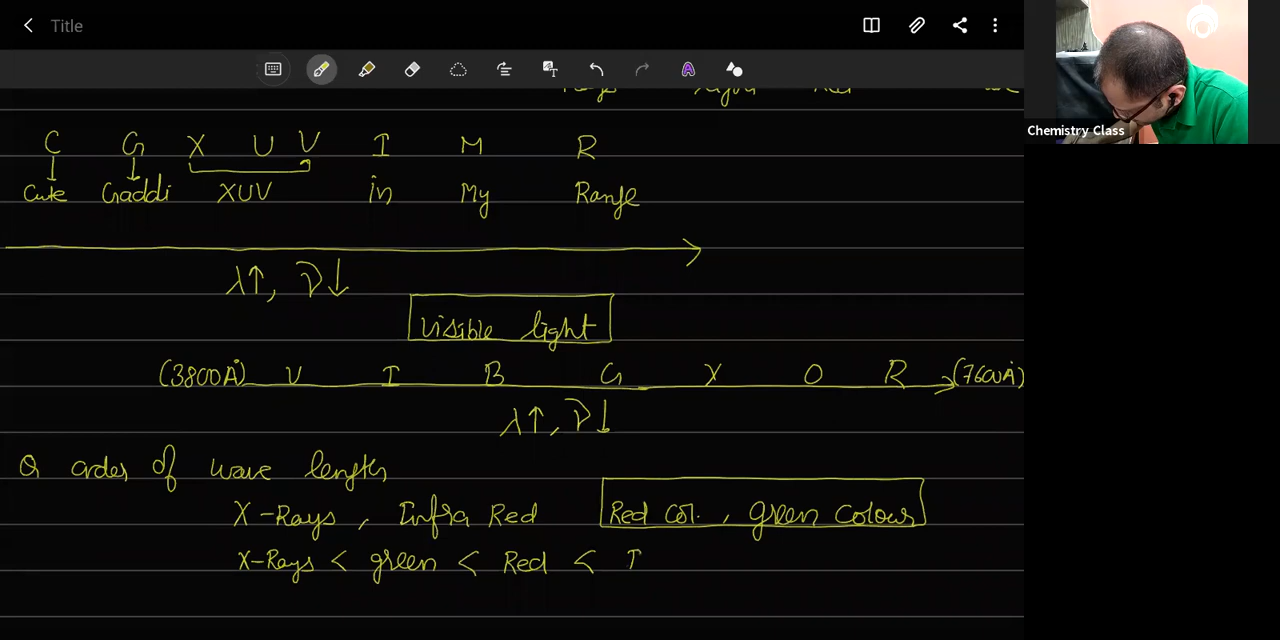 Title
Chemistry Class
C G X U V I M R
Cute Gaddi XUV in My Range
λ↑, ν↓
Visible light
(3800Å) V I B G Y O R (7600Å)
λ↑, ν↓
Q order of wave length
X-Rays, Infra Red Red Col., green Colour
X-Rays < green < Red < I